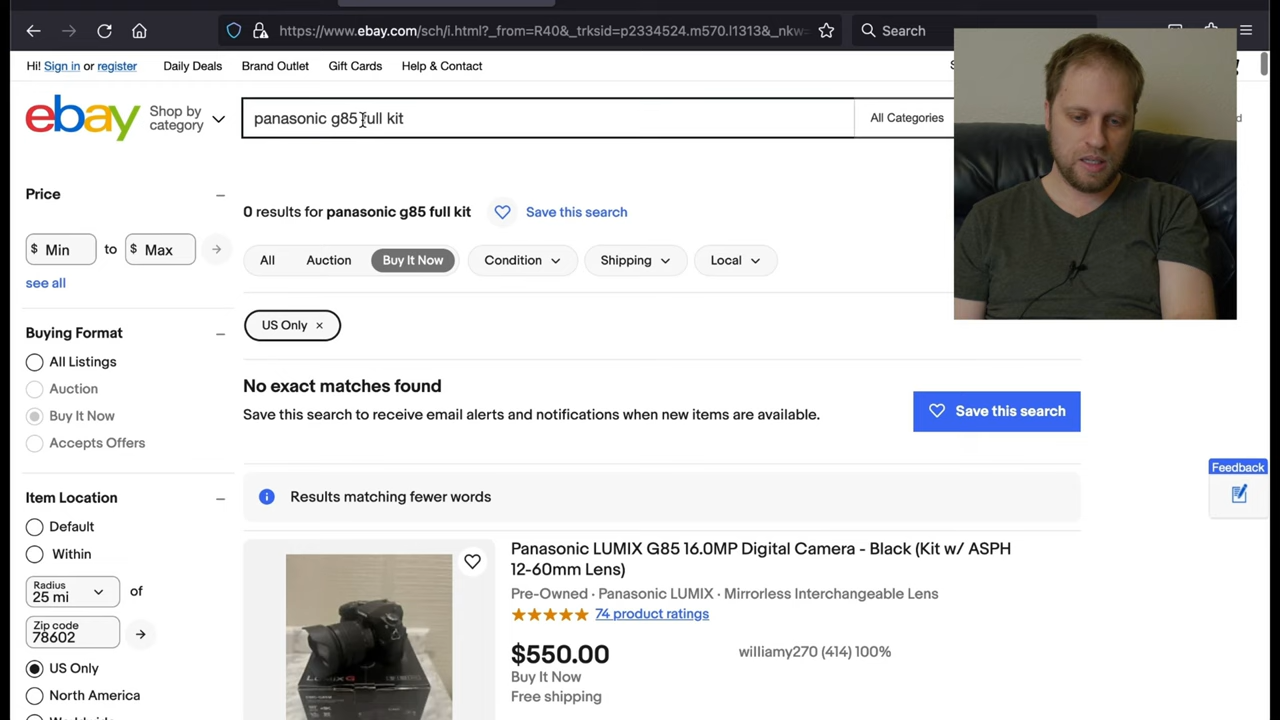 https://www.ebay.com/sch/i.html?_from=R40&_trksid=p2334524.m570.l1313&_nkw=
Search
Hi! Sign in or register
Daily Deals
Brand Outlet
Gift Cards
Help & Contact
ebay
Shop by
category
panasonic g85 full kit
All Categories
Price
$ Min
to
$ Max
see all
0 results for panasonic g85 full kit
Save this search
All
Auction
Buy It Now
Condition
Shipping
Local
US Only ×
Buying Format
All Listings
Auction
Buy It Now
Accepts Offers
No exact matches found
Save this search to receive email alerts and notifications when new items are available.
Save this search
Feedback
Results matching fewer words
Item Location
Default
Within
Radius
25 mi
of
Zip code
78602
US Only
North America
Panasonic LUMIX G85 16.0MP Digital Camera - Black (Kit w/ ASPH
12-60mm Lens)
Pre-Owned · Panasonic LUMIX · Mirrorless Interchangeable Lens
74 product ratings
$550.00
williamy270 (414) 100%
Buy It Now
Free shipping